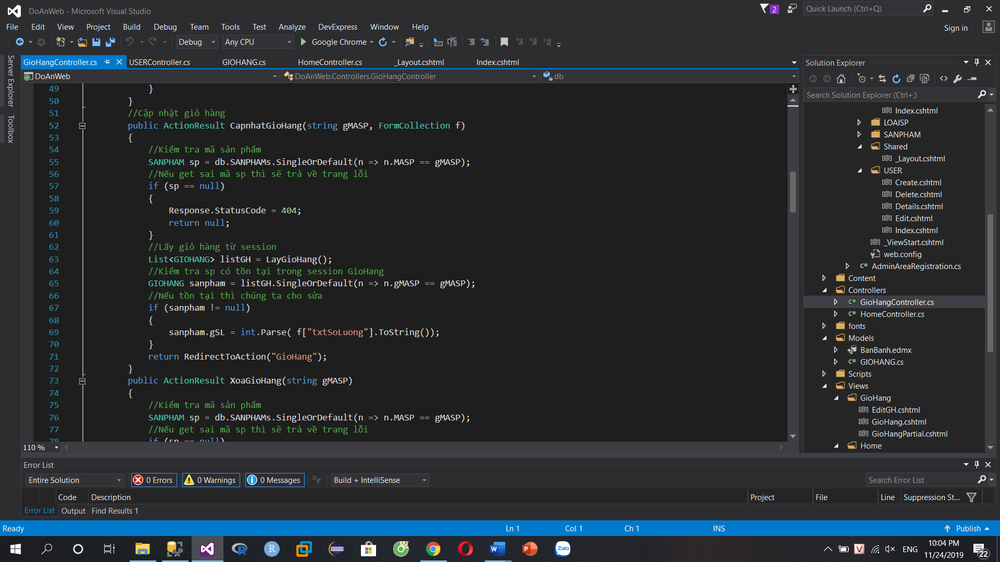 DoAnWeb - Microsoft Visual Studio
2
Quick Launch (Ctrl+Q)
File Edit View Project Build Debug Team Tools Test Analyze DevExpress Window Help
Sign in
Debug Any CPU Google Chrome
Server Explorer
Toolbox
GioHangController.cs USERController.cs GIOHANG.cs HomeController.cs _Layout.cshtml Index.cshtml
DoAnWeb DoAnWeb.Controllers.GioHangController db
49 }
50 }
51 //Cập nhật giỏ hàng
52 public ActionResult CapnhatGioHang(string gMASP, FormCollection f)
53 {
54 //Kiểm tra mã sản phẩm
55 SANPHAM sp = db.SANPHAMs.SingleOrDefault(n => n.MASP == gMASP);
56 //Nếu get sai mã sp thì sẽ trả về trang lỗi
57 if (sp == null)
58 {
59 Response.StatusCode = 404;
60 return null;
61 }
62 //Lấy giỏ hàng từ session
63 List<GIOHANG> listGH = LayGioHang();
64 //Kiểm tra sp có tồn tại trong session GioHang
65 GIOHANG sanpham = listGH.SingleOrDefault(n => n.gMASP == gMASP);
66 //Nếu tồn tại thì chúng ta cho sửa
67 if (sanpham != null)
68 {
69 sanpham.gSL = int.Parse( f["txtSoLuong"].ToString());
70 }
71 return RedirectToAction("GioHang");
72 }
73 public ActionResult XoaGioHang(string gMASP)
74 {
75 //Kiểm tra mã sản phẩm
76 SANPHAM sp = db.SANPHAMs.SingleOrDefault(n => n.MASP == gMASP);
77 //Nếu get sai mã sp thì sẽ trả về trang lỗi
78 if (sp == null)
110 %
Solution Explorer
Search Solution Explorer (Ctrl+;)
Index.cshtml
LOAISP
SANPHAM
Shared
_Layout.cshtml
USER
Create.cshtml
Delete.cshtml
Details.cshtml
Edit.cshtml
Index.cshtml
_ViewStart.cshtml
web.config
C# AdminAreaRegistration.cs
Content
Controllers
C# GioHangController.cs
C# HomeController.cs
fonts
Models
BanBanh.edmx
C# GIOHANG.cs
Scripts
Views
GioHang
EditGH.cshtml
GioHang.cshtml
GioHangPartial.cshtml
Home
Error List
Entire Solution 0 Errors 0 Warnings 0 Messages Build + IntelliSense Search Error List
Code Description Project File Line Suppression St...
Error List Output Find Results 1
Ready Ln 1 Col 1 Ch 1 INS Publish
Zalo
ENG
10:04 PM
11/24/2019
22